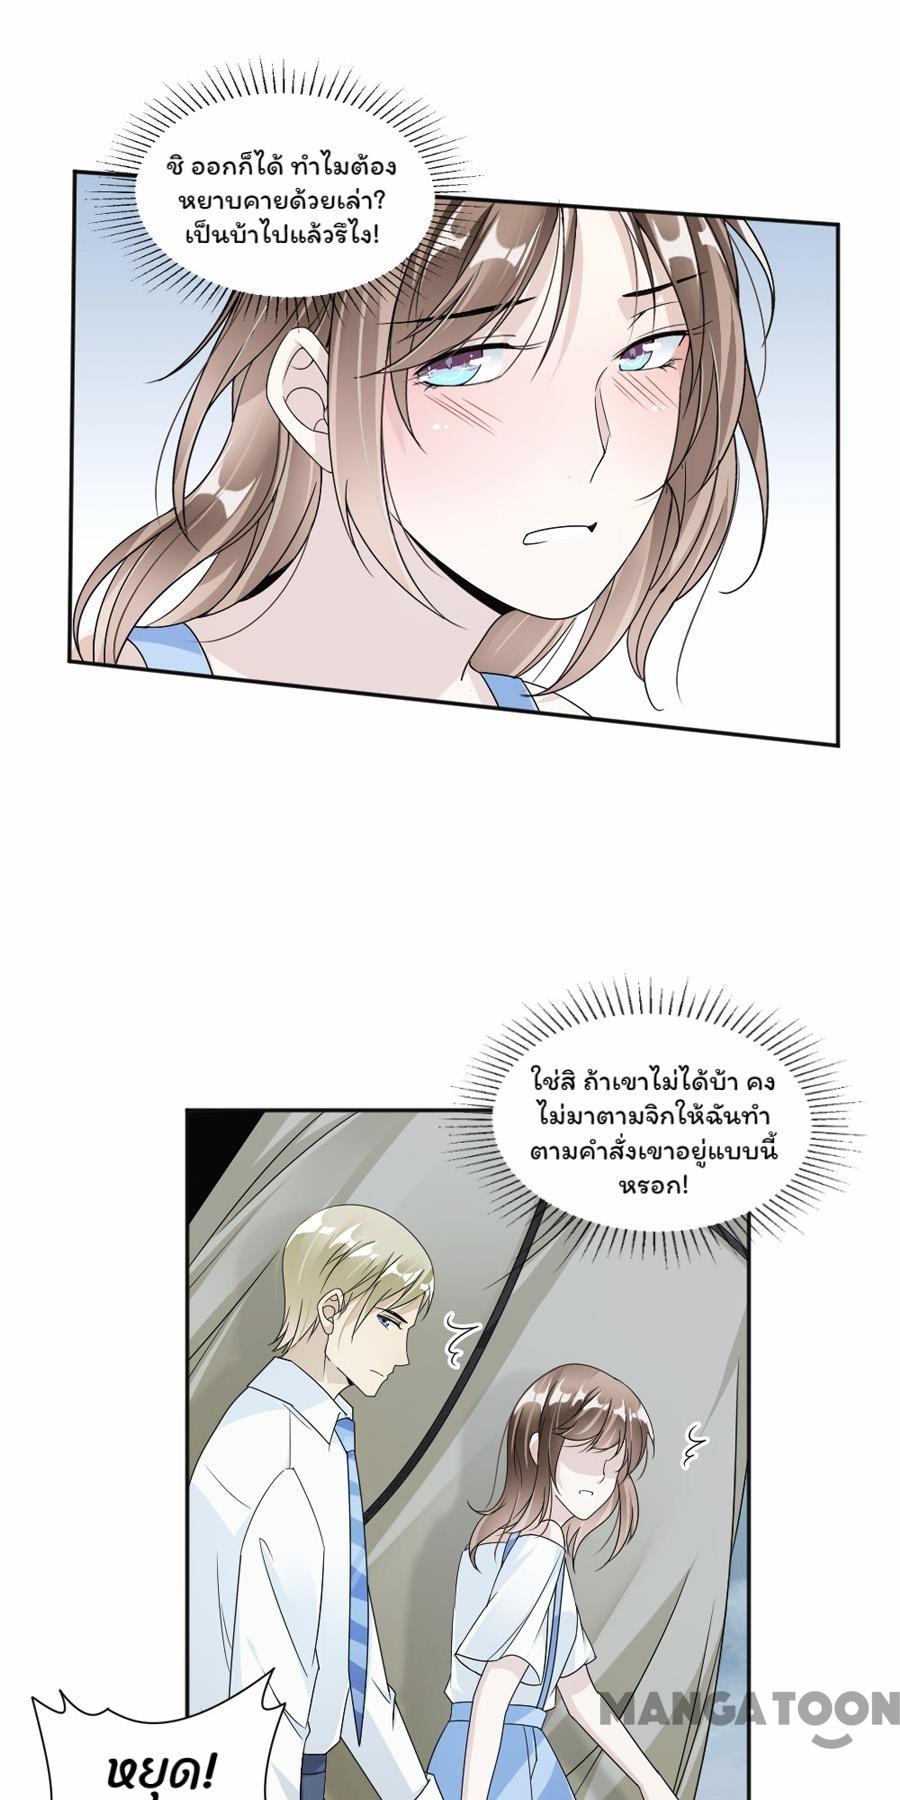 ชิ ออกก็ได้ ทำไมต้อง
หยาบคายด้วยเล่า?
เป็นบ้าไปแล้วรึไง!
ใช่สิ ถ้าเขาไม่ได้บ้า คง
ไม่มาตามจิกให้ฉันทำ
ตามคำสั่งเขาอยู่แบบนี้
หรอก!
MANGATOON
หยุด!